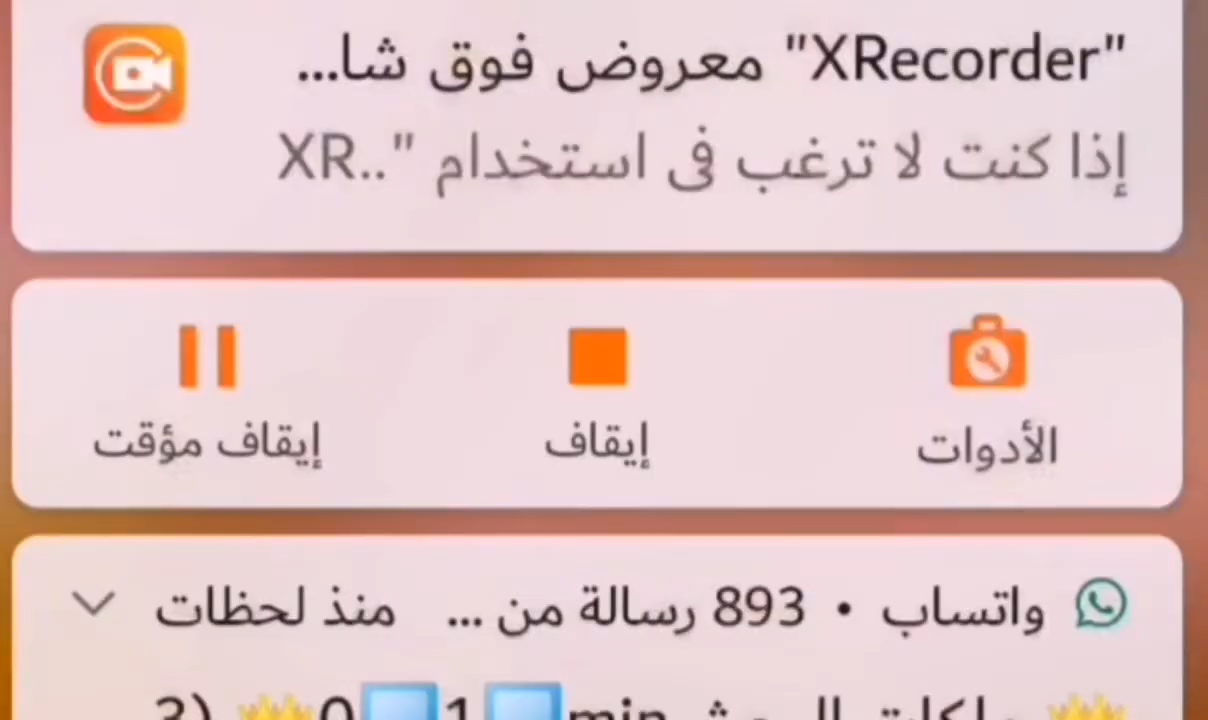 "XRecorder" معروض فوق شا...
إذا كنت لا ترغب في استخدام "..XR
الأدوات
إيقاف
إيقاف مؤقت
واتساب • 893 رسالة من ... منذ لحظات